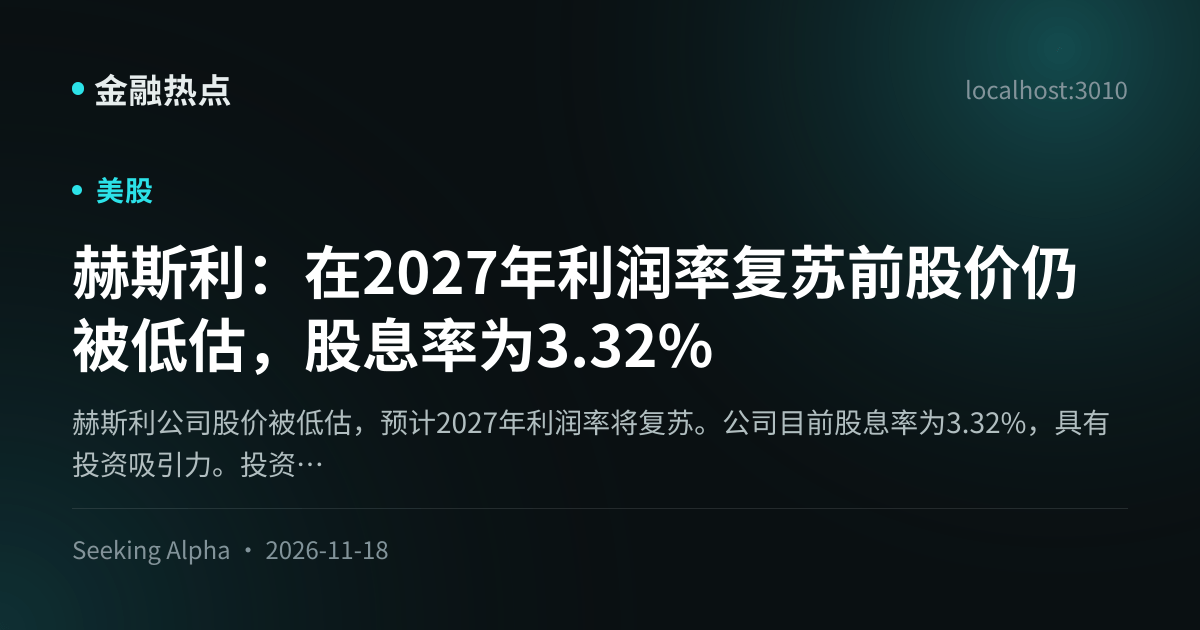 金融热点
localhost:3010
美股
赫斯利：在2027年利润率复苏前股价仍
被低估，股息率为3.32%
赫斯利公司股价被低估，预计2027年利润率将复苏。公司目前股息率为3.32%，具有
投资吸引力。投资…
Seeking Alpha • 2026-11-18